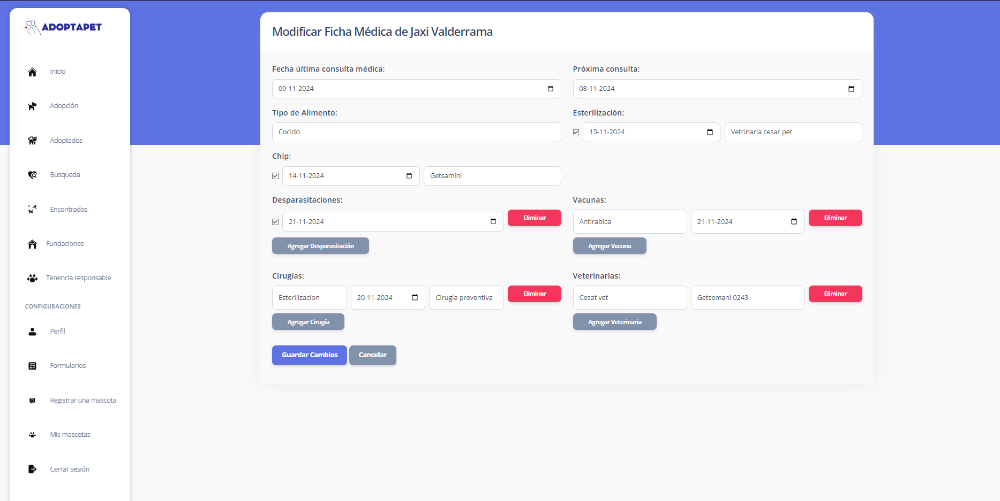 ADOPTAPET
Inicio
Adopción
Adoptados
Busqueda
Encontrados
Fundaciones
Tenencia responsable
CONFIGURACIONES
Perfil
Formularios
Registrar una mascota
Mis mascotas
Cerrar sesión
Modificar Ficha Médica de Jaxi Valderrama
Fecha última consulta médica:
09-11-2024
Próxima consulta:
08-11-2024
Tipo de Alimento:
Cocido
Esterilización:
13-11-2024 Vetrinaria cesar pet
Chip:
14-11-2024 Getsamini
Desparasitaciones:
21-11-2024 Eliminar
Agregar Desparasitación
Vacunas:
Antirabica 21-11-2024 Eliminar
Agregar Vacuna
Cirugías:
Esterilizacion 20-11-2024 Cirugía preventiva Eliminar
Agregar Cirugía
Veterinarias:
Cesat vet Getsemani 0243 Eliminar
Agregar Veterinaria
Guardar Cambios Cancelar